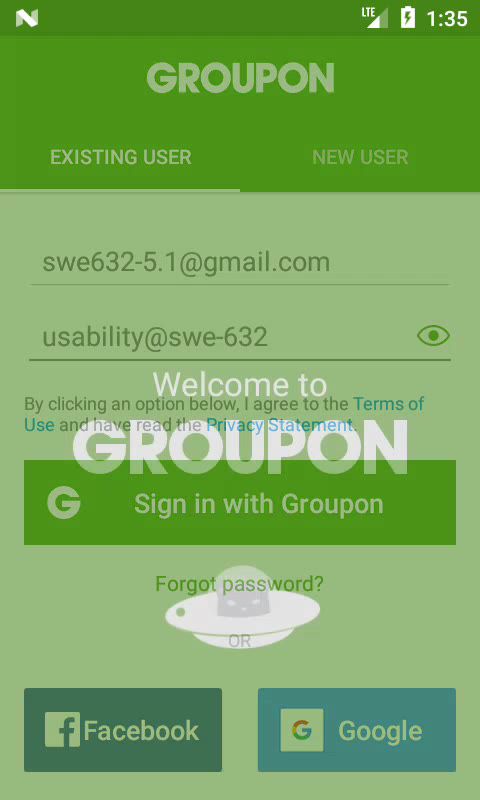 LTE 1:35
GROUPON
EXISTING USER NEW USER
swe632-5.1@gmail.com
usability@swe-632
Welcome to
By clicking an option below, I agree to the Terms of
Use and have read the Privacy Statement.
GROUPON
G Sign in with Groupon
Forgot password?
OR
f Facebook G Google